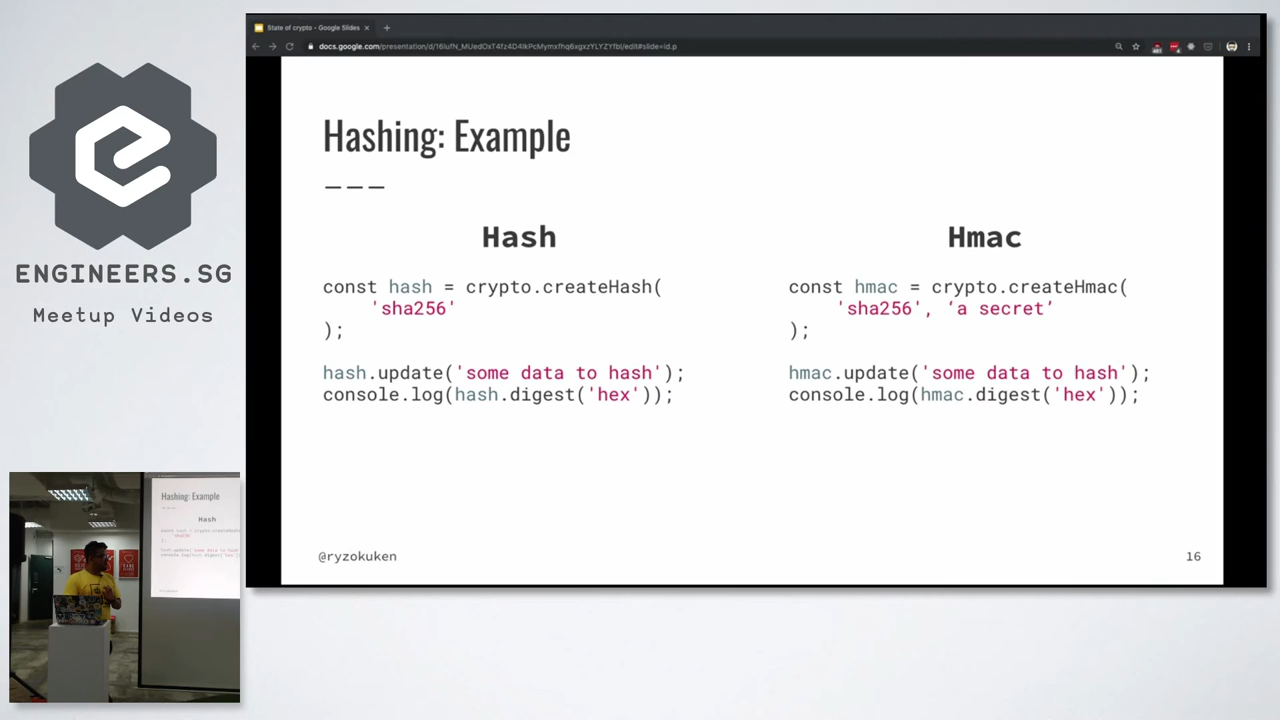 State of crypto - Google Slides
ENGINEERS.SG
Meetup Videos
Hashing: Example
---
Hash
const hash = crypto.createHash(
'sha256'
);
hash.update('some data to hash');
console.log(hash.digest('hex'));
Hmac
const hmac = crypto.createHmac(
'sha256', ‘a secret’
);
hmac.update('some data to hash');
console.log(hmac.digest('hex'));
@ryzokuken
16
Hashing: Example
Hash